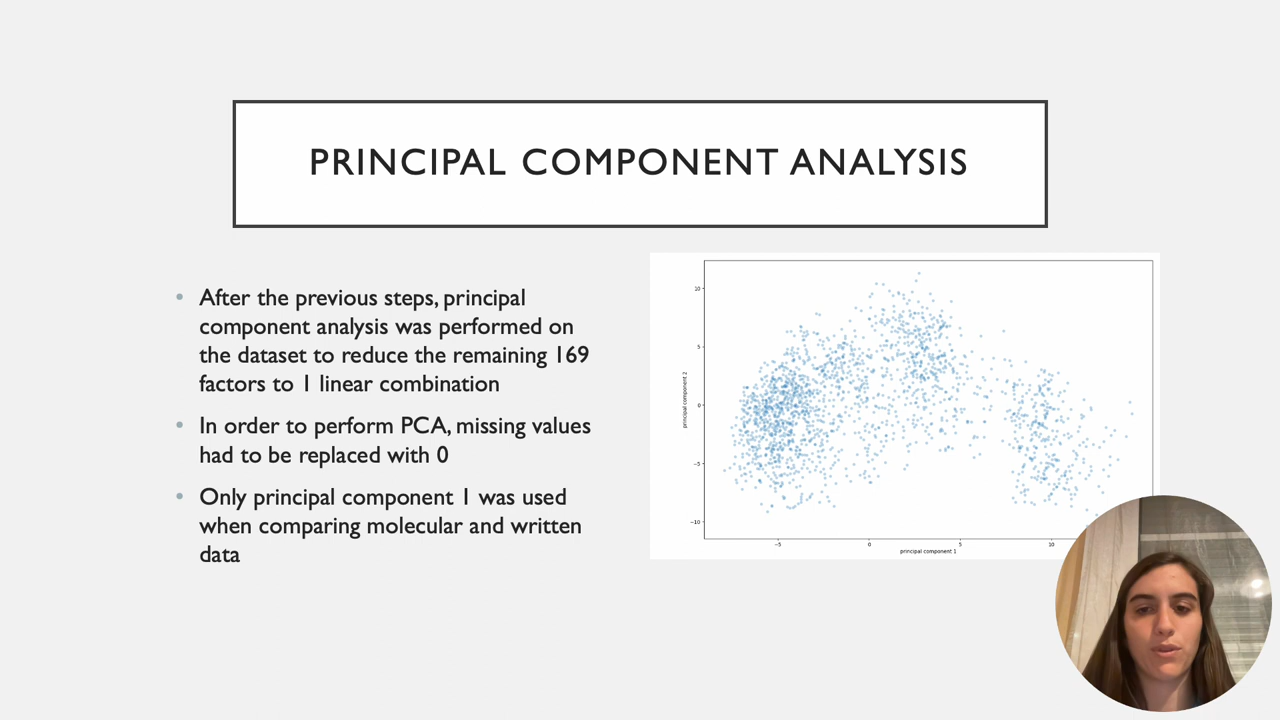 PRINCIPAL COMPONENT ANALYSIS
• After the previous steps, principal
component analysis was performed on
the dataset to reduce the remaining 169
factors to 1 linear combination
• In order to perform PCA, missing values
had to be replaced with 0
• Only principal component 1 was used
when comparing molecular and written
data
10
5
0
−5
−10
principal component 2
−5
0
5
10
principal component 1